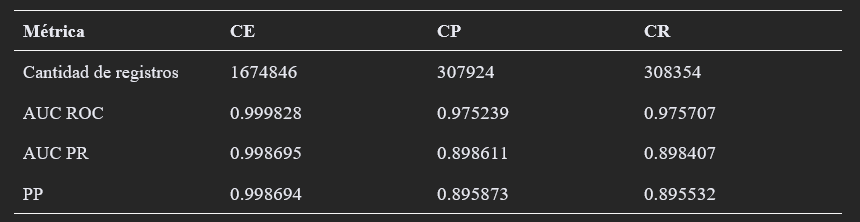 Métrica CE CP CR
Cantidad de registros 1674846 307924 308354
AUC ROC 0.999828 0.975239 0.975707
AUC PR 0.998695 0.898611 0.898407
PP 0.998694 0.895873 0.895532